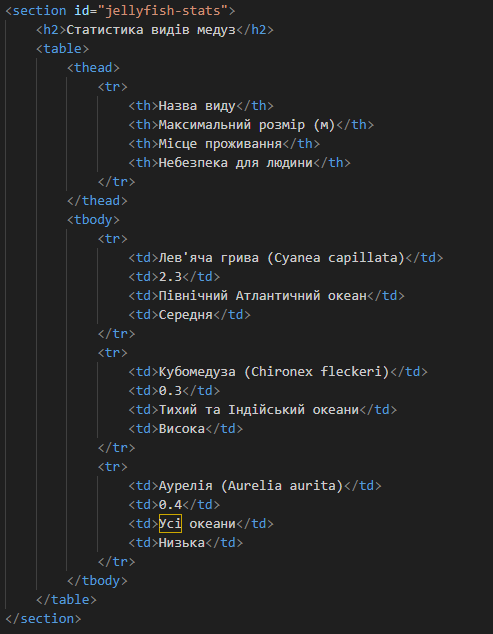 <section id="jellyfish-stats">
<h2>Статистика видів медуз</h2>
<table>
<thead>
<tr>
<th>Назва виду</th>
<th>Максимальний розмір (м)</th>
<th>Місце проживання</th>
<th>Небезпека для людини</th>
</tr>
</thead>
<tbody>
<tr>
<td>Лев'яча грива (Cyanea capillata)</td>
<td>2.3</td>
<td>Північний Атлантичний океан</td>
<td>Середня</td>
</tr>
<tr>
<td>Кубомедуза (Chironex fleckeri)</td>
<td>0.3</td>
<td>Тихий та Індійський океани</td>
<td>Висока</td>
</tr>
<tr>
<td>Аурелія (Aurelia aurita)</td>
<td>0.4</td>
<td>Усі океани</td>
<td>Низька</td>
</tr>
</tbody>
</table>
</section>